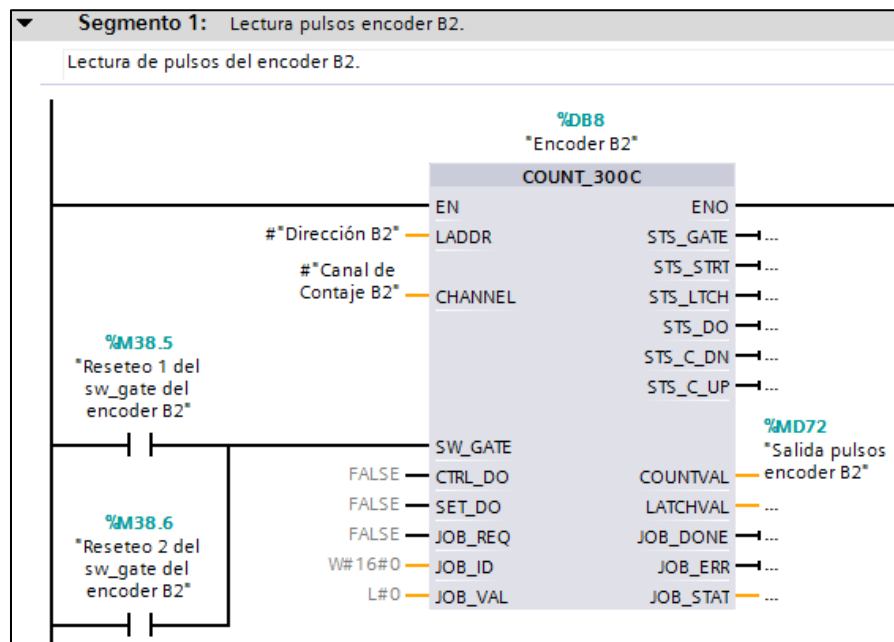 Segmento 1: Lectura pulsos encoder B2.
Lectura de pulsos del encoder B2.
%DB8
"Encoder B2"
COUNT_300C
EN ENO
#"Dirección B2" LADDR STS_GATE ...
STS_STRT ...
#"Canal de
Contaje B2" CHANNEL STS_LTCH ...
STS_DO ...
STS_C_DN ...
STS_C_UP ...
%M38.5
"Reseteo 1 del
sw_gate del
encoder B2"
SW_GATE
%MD72
"Salida pulsos
encoder B2"
FALSE CTRL_DO COUNTVAL
FALSE SET_DO LATCHVAL ...
%M38.6
"Reseteo 2 del
sw_gate del
encoder B2"
FALSE JOB_REQ JOB_DONE ...
W#16#0 JOB_ID JOB_ERR ...
L#0 JOB_VAL JOB_STAT ...